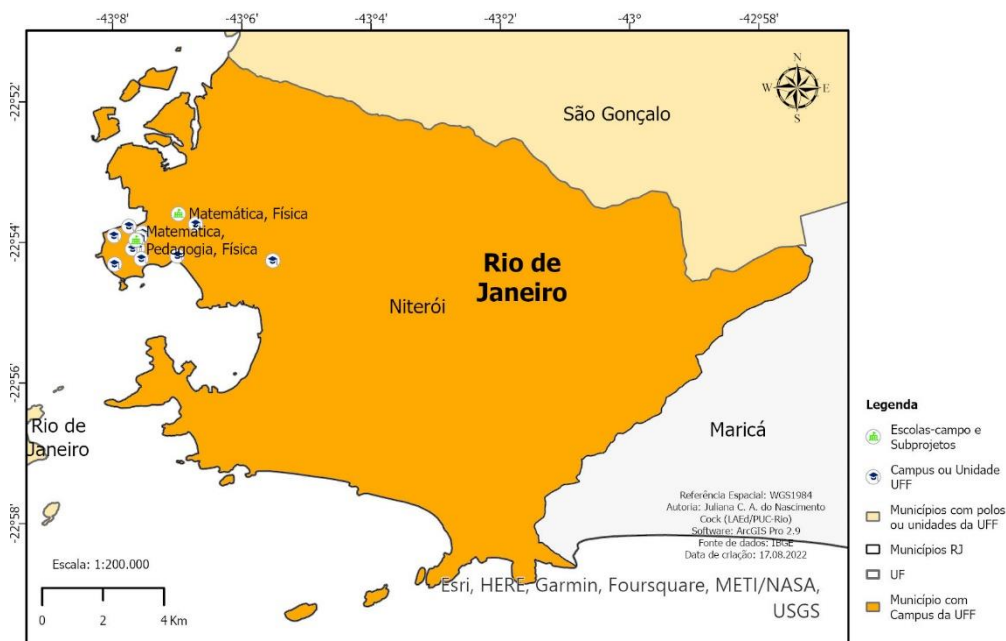 -43°8'
-43°6'
-43°4'
-43°2'
-43°
-42°58'
-22°52'
-22°54'
-22°56'
-22°58'
N
W
E
S
São Gonçalo
Matemática, Física
Matemática,
Pedagogia, Física
Rio de
Janeiro
Niterói
Rio de
Janeiro
Maricá
Referência Espacial: WGS1984
Autoria: Juliana C. A. do Nascimento
Cock (LAEd/PUC-Rio)
Software: ArcGIS Pro 2.9
Fonte de dados: IBGE
Data de criação: 17.08.2022
Esri, HERE, Garmin, Foursquare, METI/NASA,
USGS
Escala: 1:200.000
0 2 4 Km
Legenda
Escolas-campo e
Subprojetos
Campus ou Unidade
UFF
Municípios com polos
ou unidades da UFF
Municípios RJ
UF
Município com
Campus da UFF